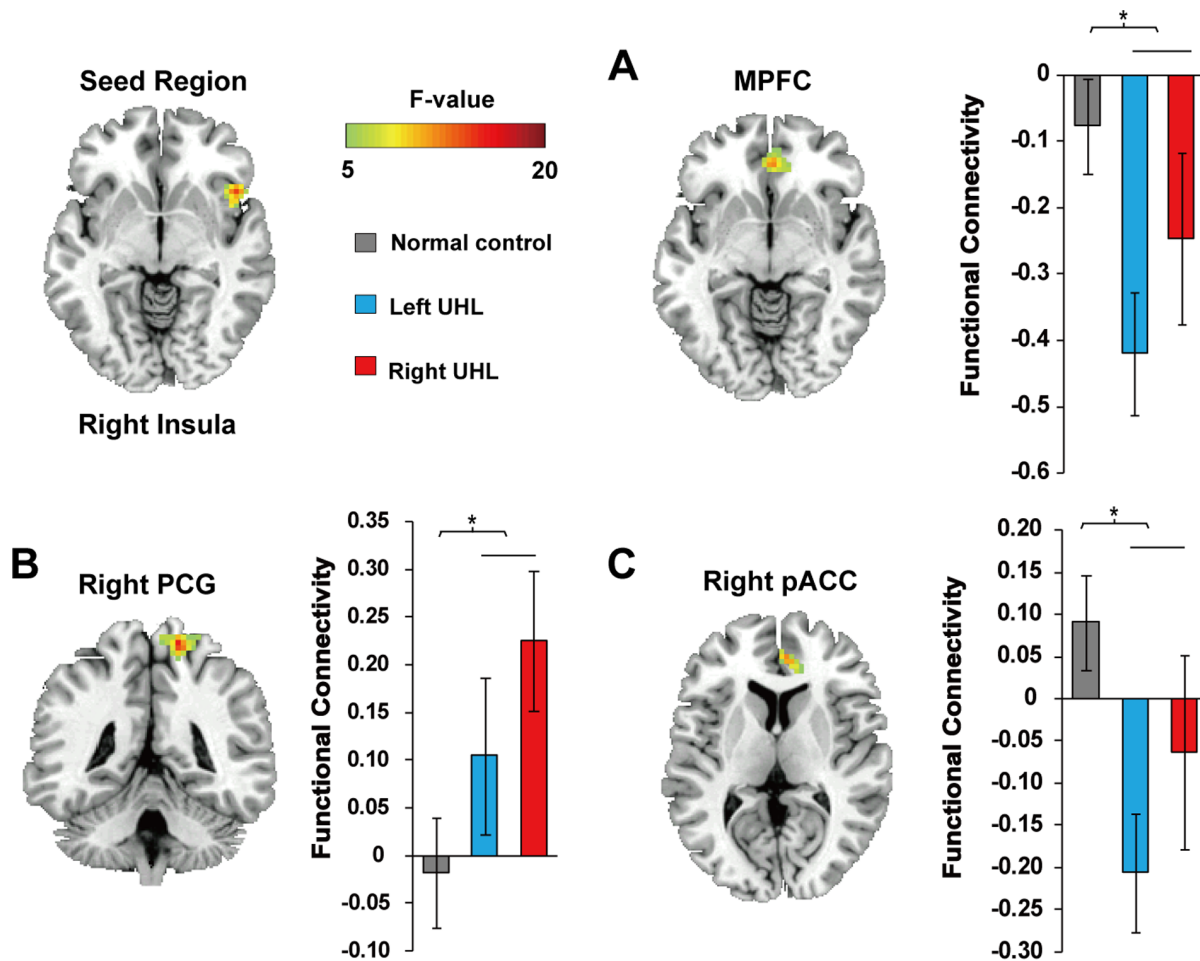 Seed Region
Right Insula
F-value
5 20
Normal control
Left UHL
Right UHL
A
MPFC
Functional Connectivity
*
0
-0.1
-0.2
-0.3
-0.4
-0.5
-0.6
B
Right PCG
Functional Connectivity
*
0.35
0.30
0.25
0.20
0.15
0.10
0.05
0
-0.05
-0.10
C
Right pACC
Functional Connectivity
*
0.20
0.15
0.10
0.05
0
-0.05
-0.10
-0.15
-0.20
-0.25
-0.30